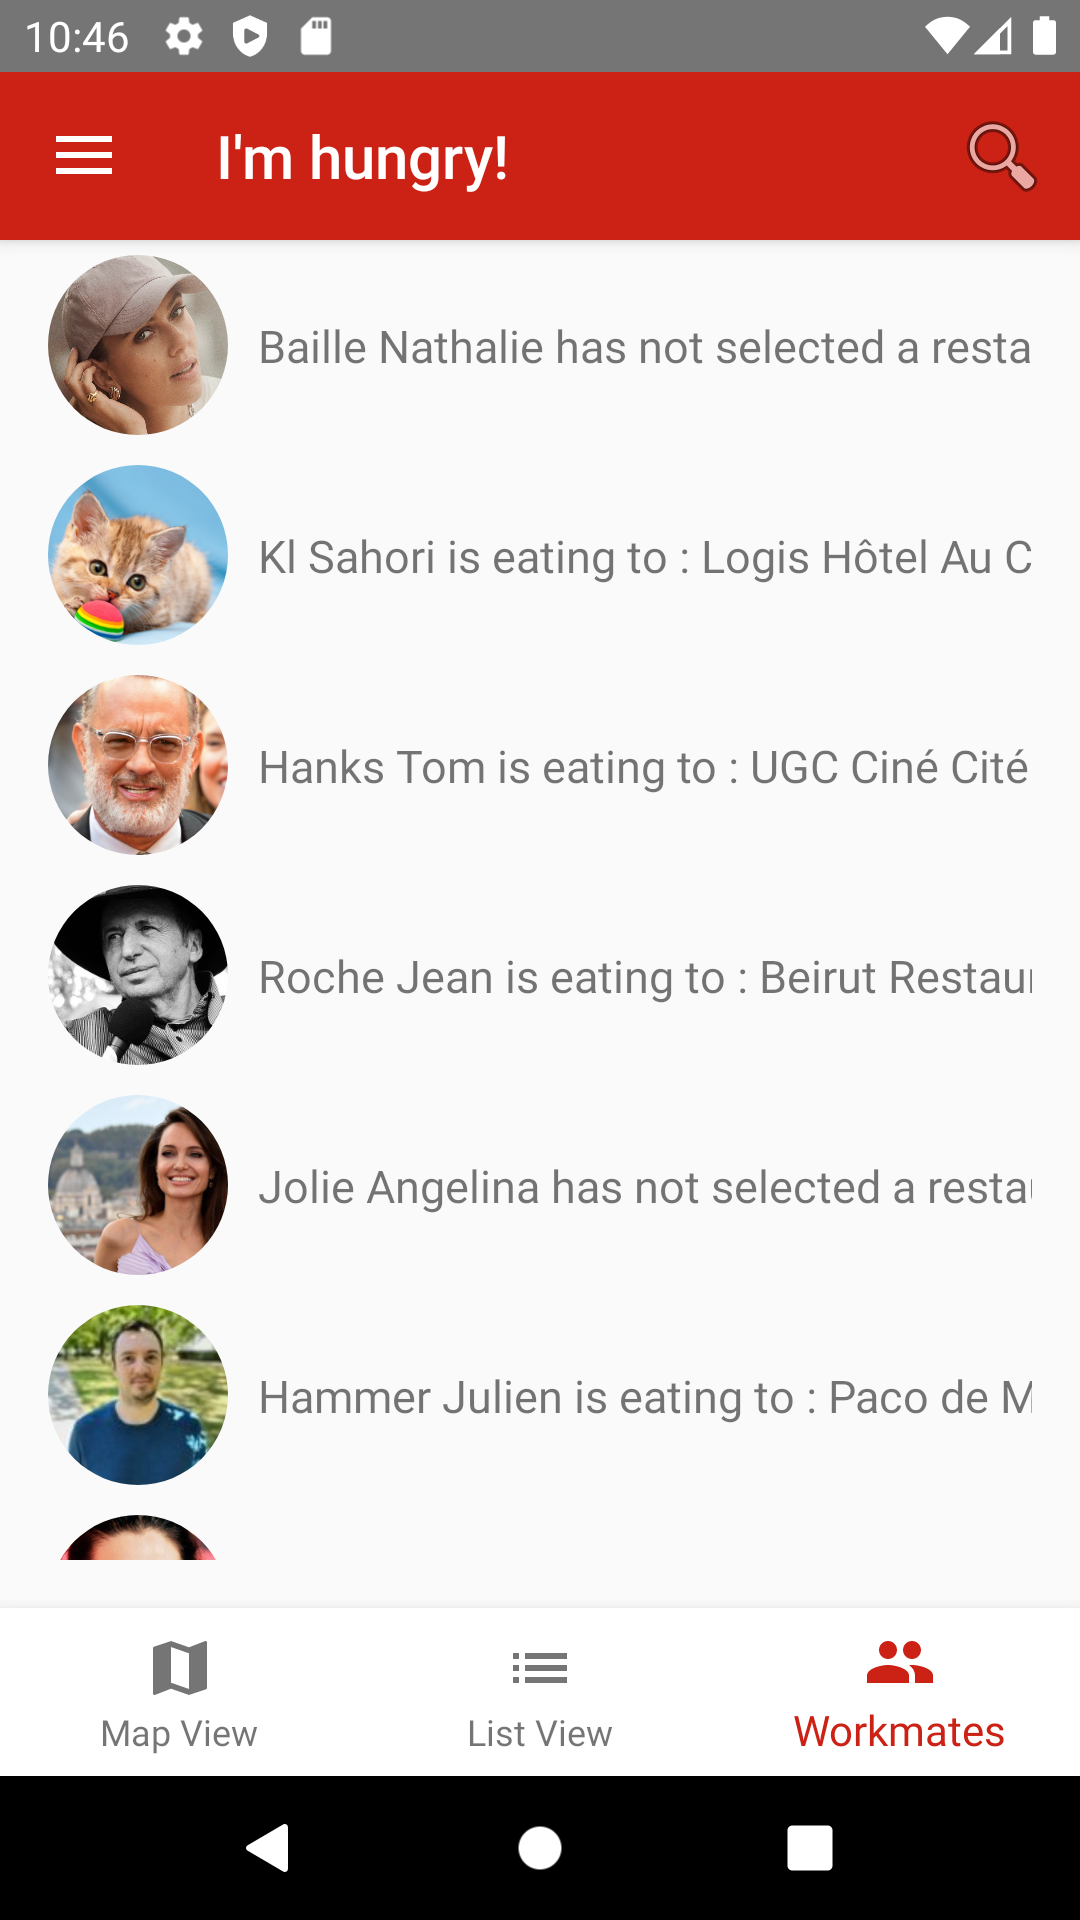 10:46
I'm hungry!
Baille Nathalie has not selected a resta
Kl Sahori is eating to : Logis Hôtel Au C
Hanks Tom is eating to : UGC Ciné Cité
Roche Jean is eating to : Beirut Restaur
Jolie Angelina has not selected a restau
Hammer Julien is eating to : Paco de M
Map View
List View
Workmates